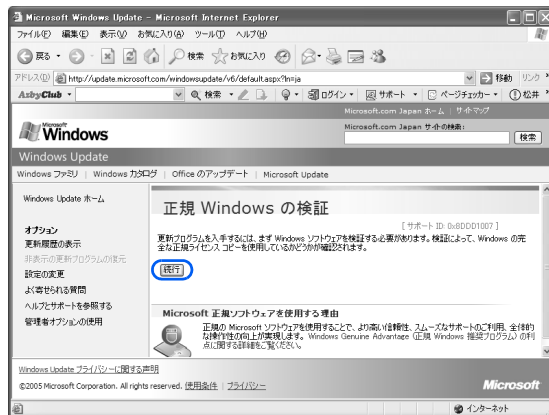 Microsoft Windows Update - Microsoft Internet Explorer
ファイル(F) 編集(E) 表示(V) お気に入り(A) ツール(T) ヘルプ(H)
戻る 検索 お気に入り
アドレス(D) http://update.microsoft.com/windowsupdate/v6/default.aspx?ln=ja 移動 リンク »
AzbyClub 検索 ログイン サポート ページチェッカー 松井 »
Microsoft.com Japan ホーム | サイトマップ
Microsoft Windows
Microsoft.com Japan サイトの検索:
検索
Windows Update
Windows ファミリ | Windows カタログ | Office のアップデート | Microsoft Update
Windows Update ホーム
オプション
更新履歴の表示
非表示の更新プログラムの復元
設定の変更
よく寄せられる質問
ヘルプとサポートを参照する
管理者オプションの使用
正規 Windows の検証
[ サポート ID: 0x8DDD1007 ]
更新プログラムを入手するには、まず Windows ソフトウェアを検証する必要があります。検証によって、Windows の完
全な正規ライセンス コピーを使用しているかどうかが確認されます。
続行
Microsoft 正規ソフトウェアを使用する理由
正規の Microsoft ソフトウェアを使用することで、より高い信頼性、スムーズなサポートのご利用、全体的
な操作性の向上が実現します。Windows Genuine Advantage (正規 Windows 推奨プログラム) の利
点に関する詳細をご覧ください。
Windows Update プライバシーに関する声明
©2005 Microsoft Corporation. All rights reserved. 使用条件 | プライバシー
Microsoft
インターネット